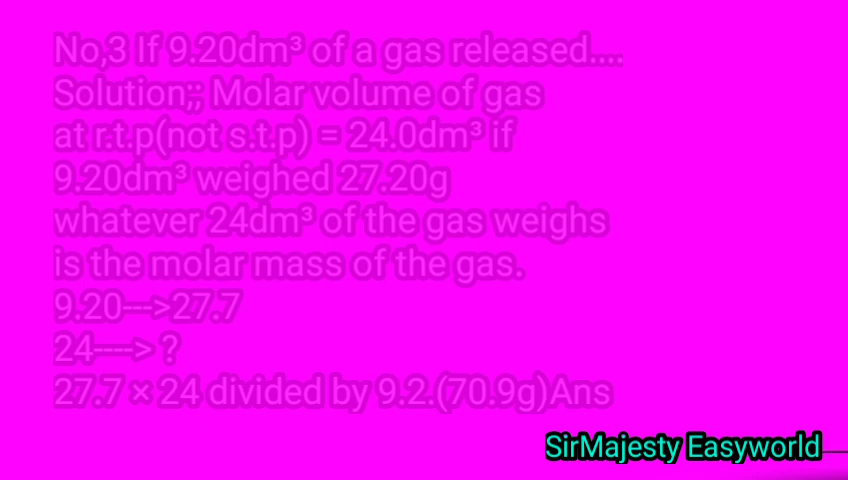 No,3 If 9.20dm³ of a gas released....
Solution;; Molar volume of gas
at r.t.p(not s.t.p) = 24.0dm³ if
9.20dm³ weighed 27.20g
whatever 24dm³ of the gas weighs
is the molar mass of the gas.
9.20--->27.7
24----> ?
27.7 × 24 divided by 9.2.(70.9g)Ans
SirMajesty Easyworld